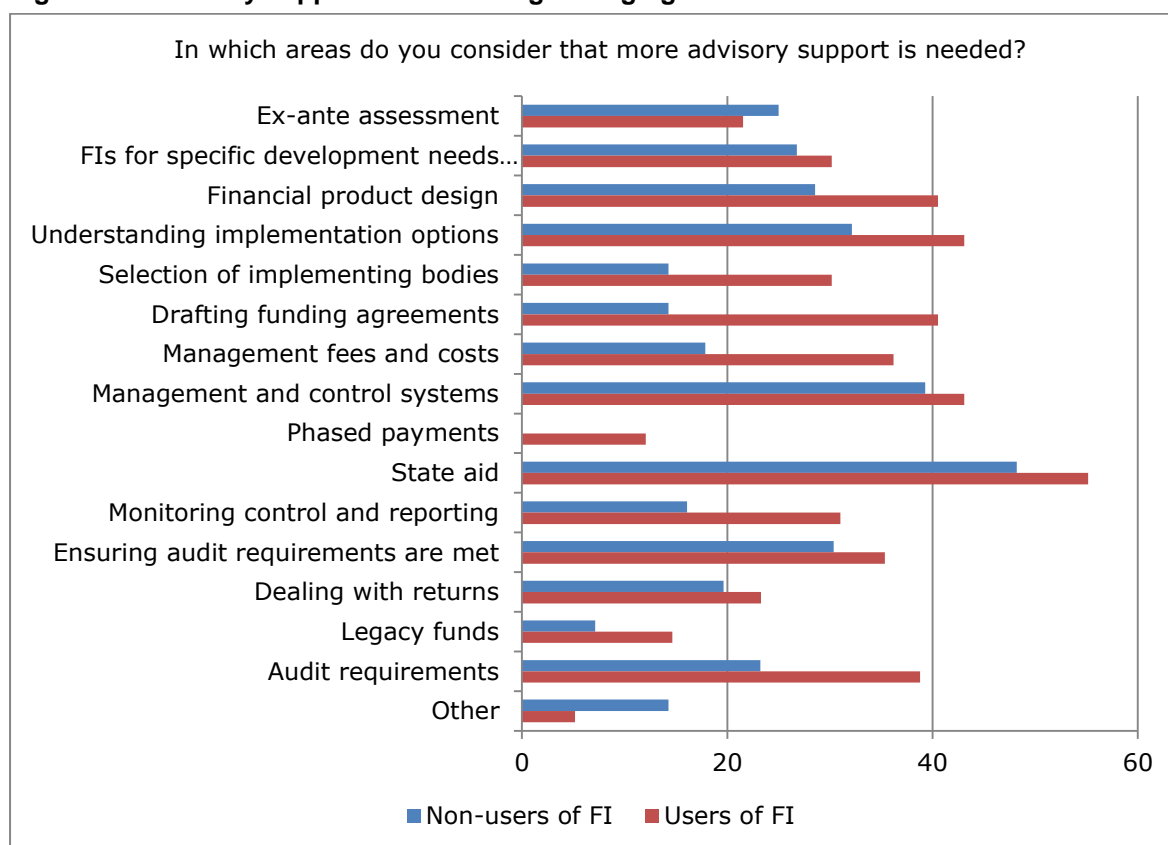 In which areas do you consider that more advisory support is needed?
Ex-ante assessment
FIs for specific development needs...
Financial product design
Understanding implementation options
Selection of implementing bodies
Drafting funding agreements
Management fees and costs
Management and control systems
Phased payments
State aid
Monitoring control and reporting
Ensuring audit requirements are met
Dealing with returns
Legacy funds
Audit requirements
Other
0 20 40 60
Non-users of FI Users of FI